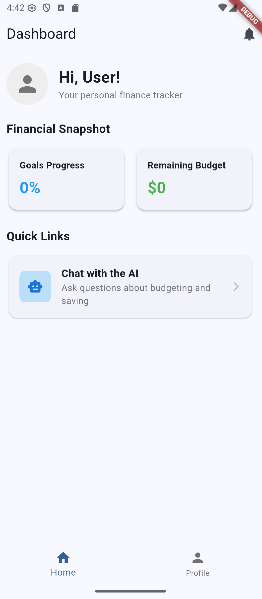 4:42
DEBUG
Dashboard
Hi, User!
Your personal finance tracker
Financial Snapshot
Goals Progress
0%
Remaining Budget
$0
Quick Links
Chat with the AI
Ask questions about budgeting and
saving
Home
Profile